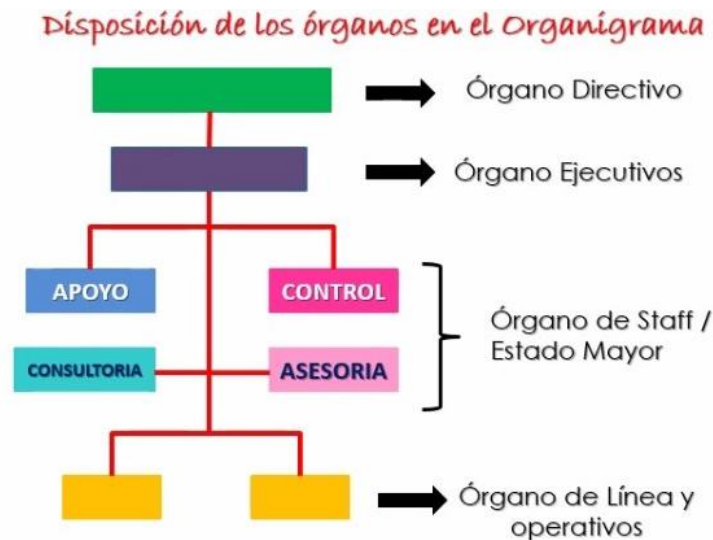 Disposición de los órganos en el Organigrama
Órgano Directivo
Órgano Ejecutivos
APOYO
CONTROL
Órgano de Staff /
Estado Mayor
CONSULTORIA
ASESORIA
Órgano de Línea y
operativos